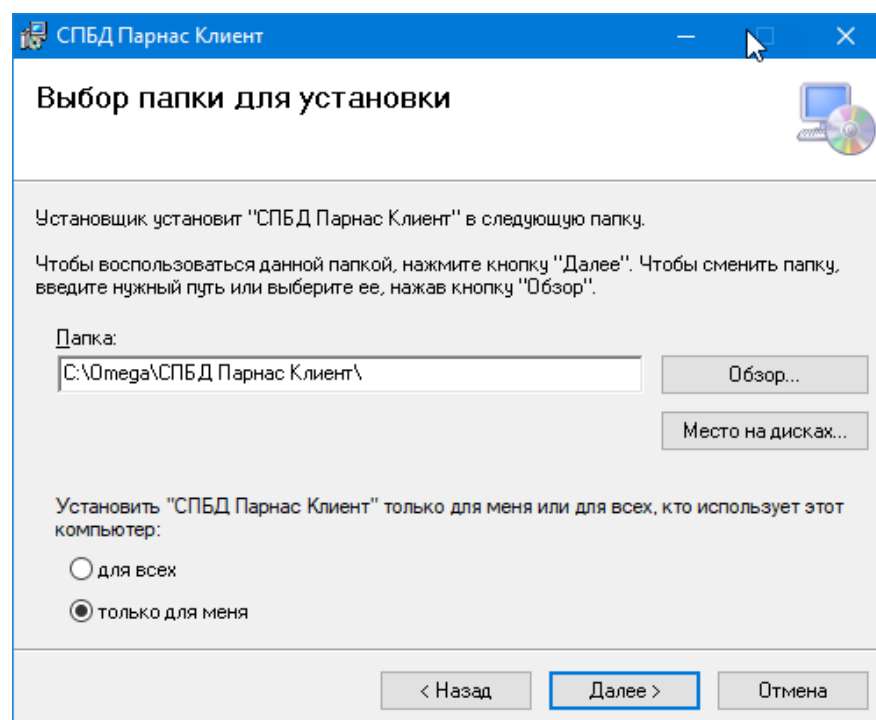 СПБД Парнас Клиент
Выбор папки для установки
Установщик установит "СПБД Парнас Клиент" в следующую папку.
Чтобы воспользоваться данной папкой, нажмите кнопку "Далее". Чтобы сменить папку,
введите нужный путь или выберите ее, нажав кнопку "Обзор".
Папка:
C:\Omega\СПБД Парнас Клиент\
Обзор...
Место на дисках...
Установить "СПБД Парнас Клиент" только для меня или для всех, кто использует этот
компьютер:
для всех
только для меня
< Назад
Далее >
Отмена